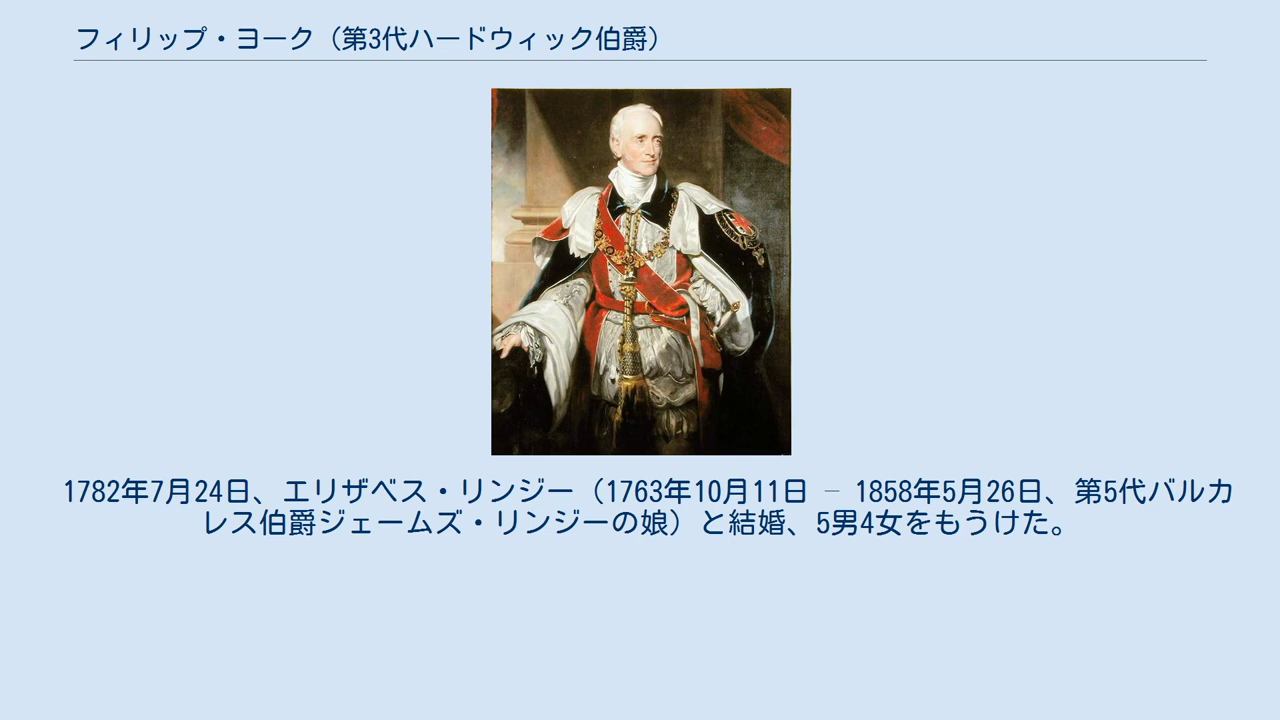 フィリップ・ヨーク（第3代ハードウィック伯爵）
1782年7月24日、エリザベス・リンジー（1763年10月11日 – 1858年5月26日、第5代バルカ
レス伯爵ジェームズ・リンジーの娘）と結婚、5男4女をもうけた。